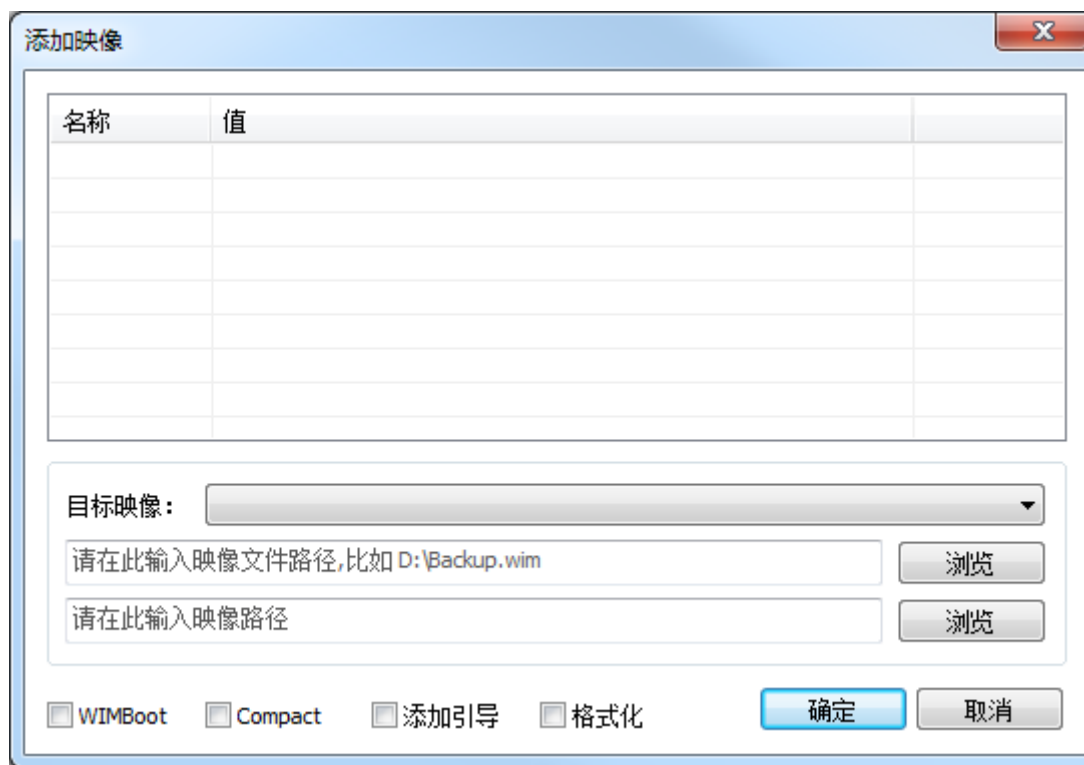 添加映像
名称 值
目标映像：
请在此输入映像文件路径,比如 D:\Backup.wim 浏览
请在此输入映像路径 浏览
WIMBoot Compact 添加引导 格式化 确定 取消